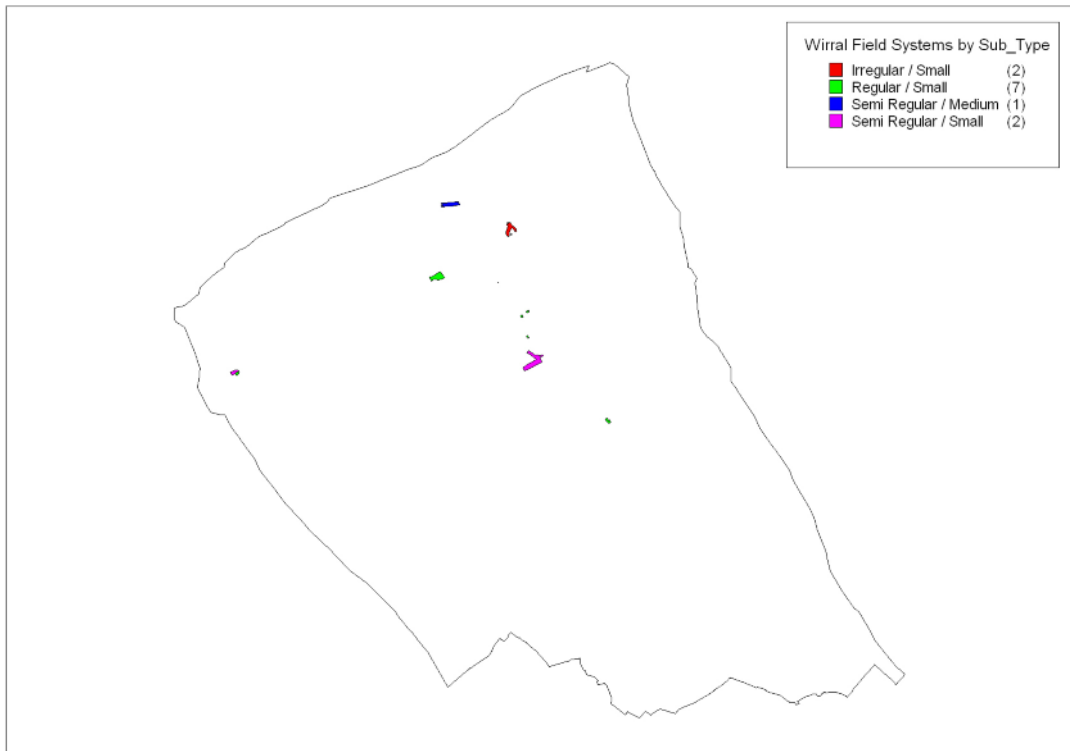 Wirral Field Systems by Sub_Type
Irregular / Small (2)
Regular / Small (7)
Semi Regular / Medium (1)
Semi Regular / Small (2)